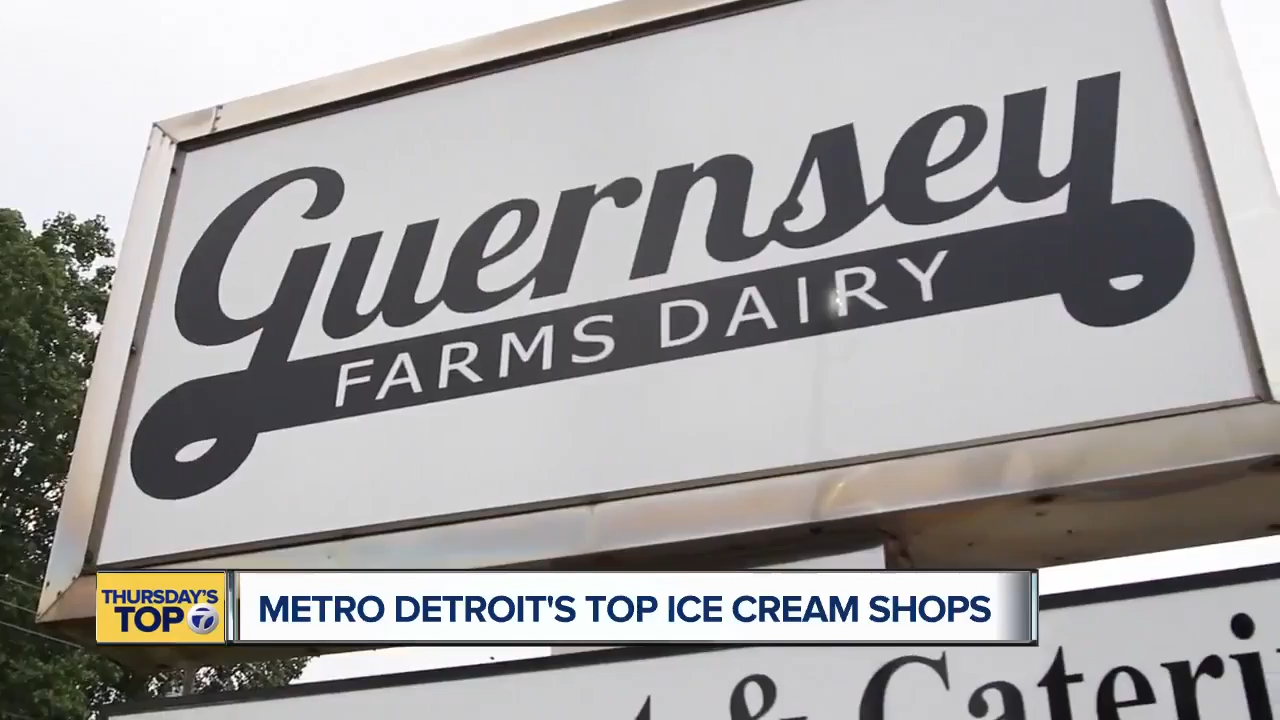 Guernsey
FARMS DAIRY
THURSDAY'S
TOP 7
METRO DETROIT'S TOP ICE CREAM SHOPS
&